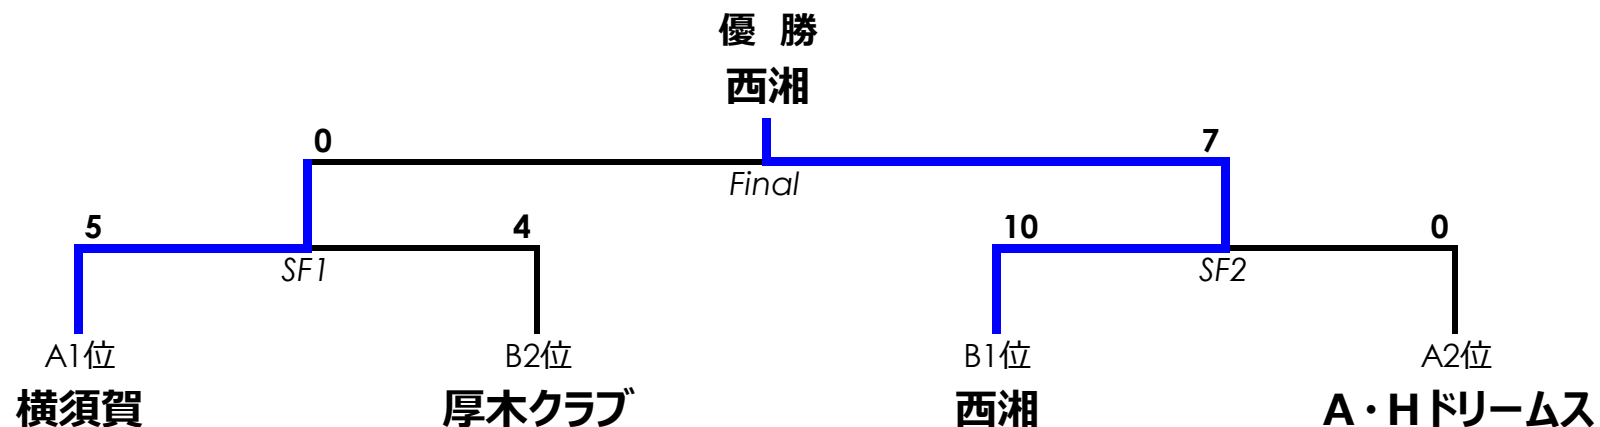 優 勝
西湘
0 7
Final
5 4 10 0
SF1 SF2
A1位 B2位 B1位 A2位
横須賀 厚木クラブ 西湘 A・Hドリームス